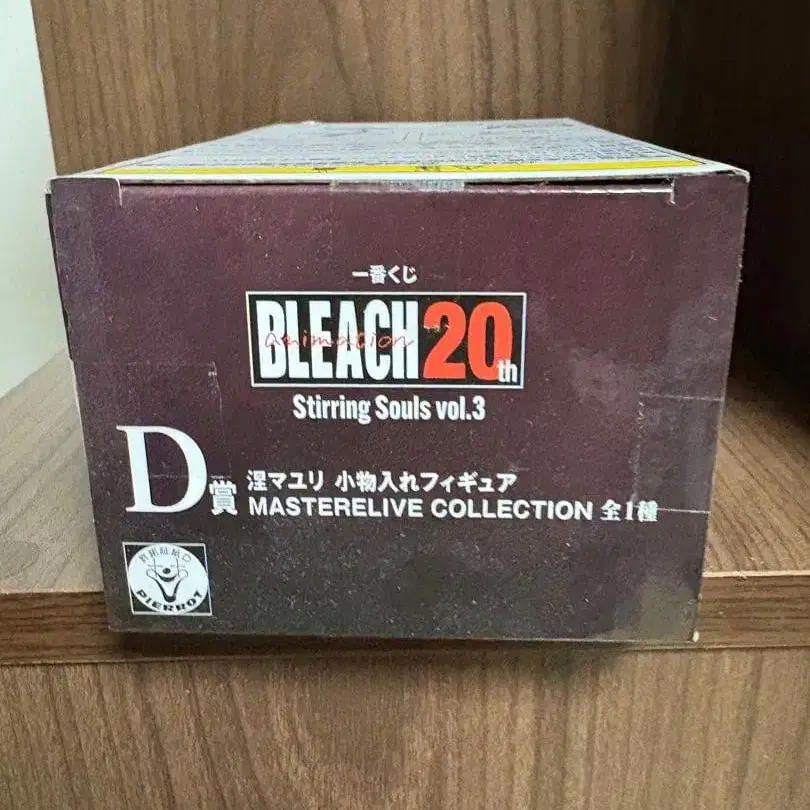 一番くじ
BLEACH 20th
animation
Stirring Souls vol.3
D賞
涅マユリ 小物入れフィギュア
MASTERELIVE COLLECTION 全1種
PIERROT